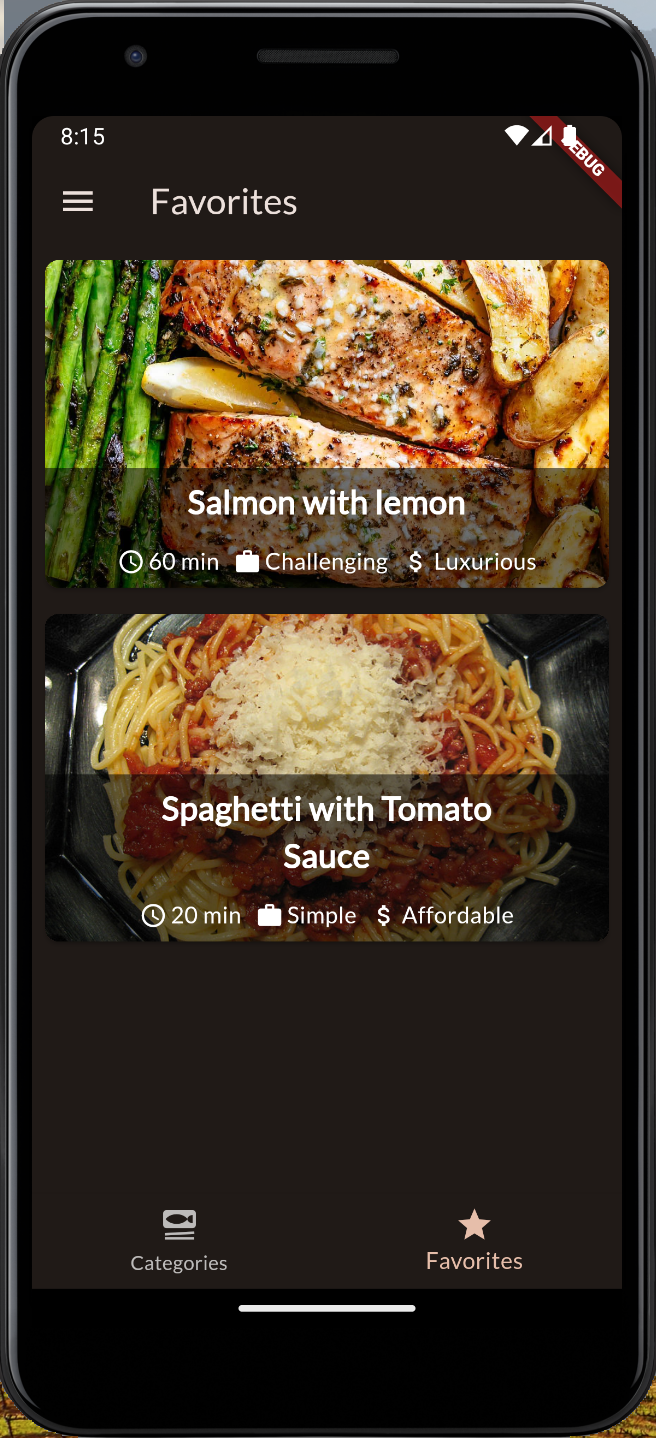 8:15
DEBUG
Favorites
Salmon with lemon
60 min Challenging $ Luxurious
Spaghetti with Tomato
Sauce
20 min Simple $ Affordable
Categories Favorites